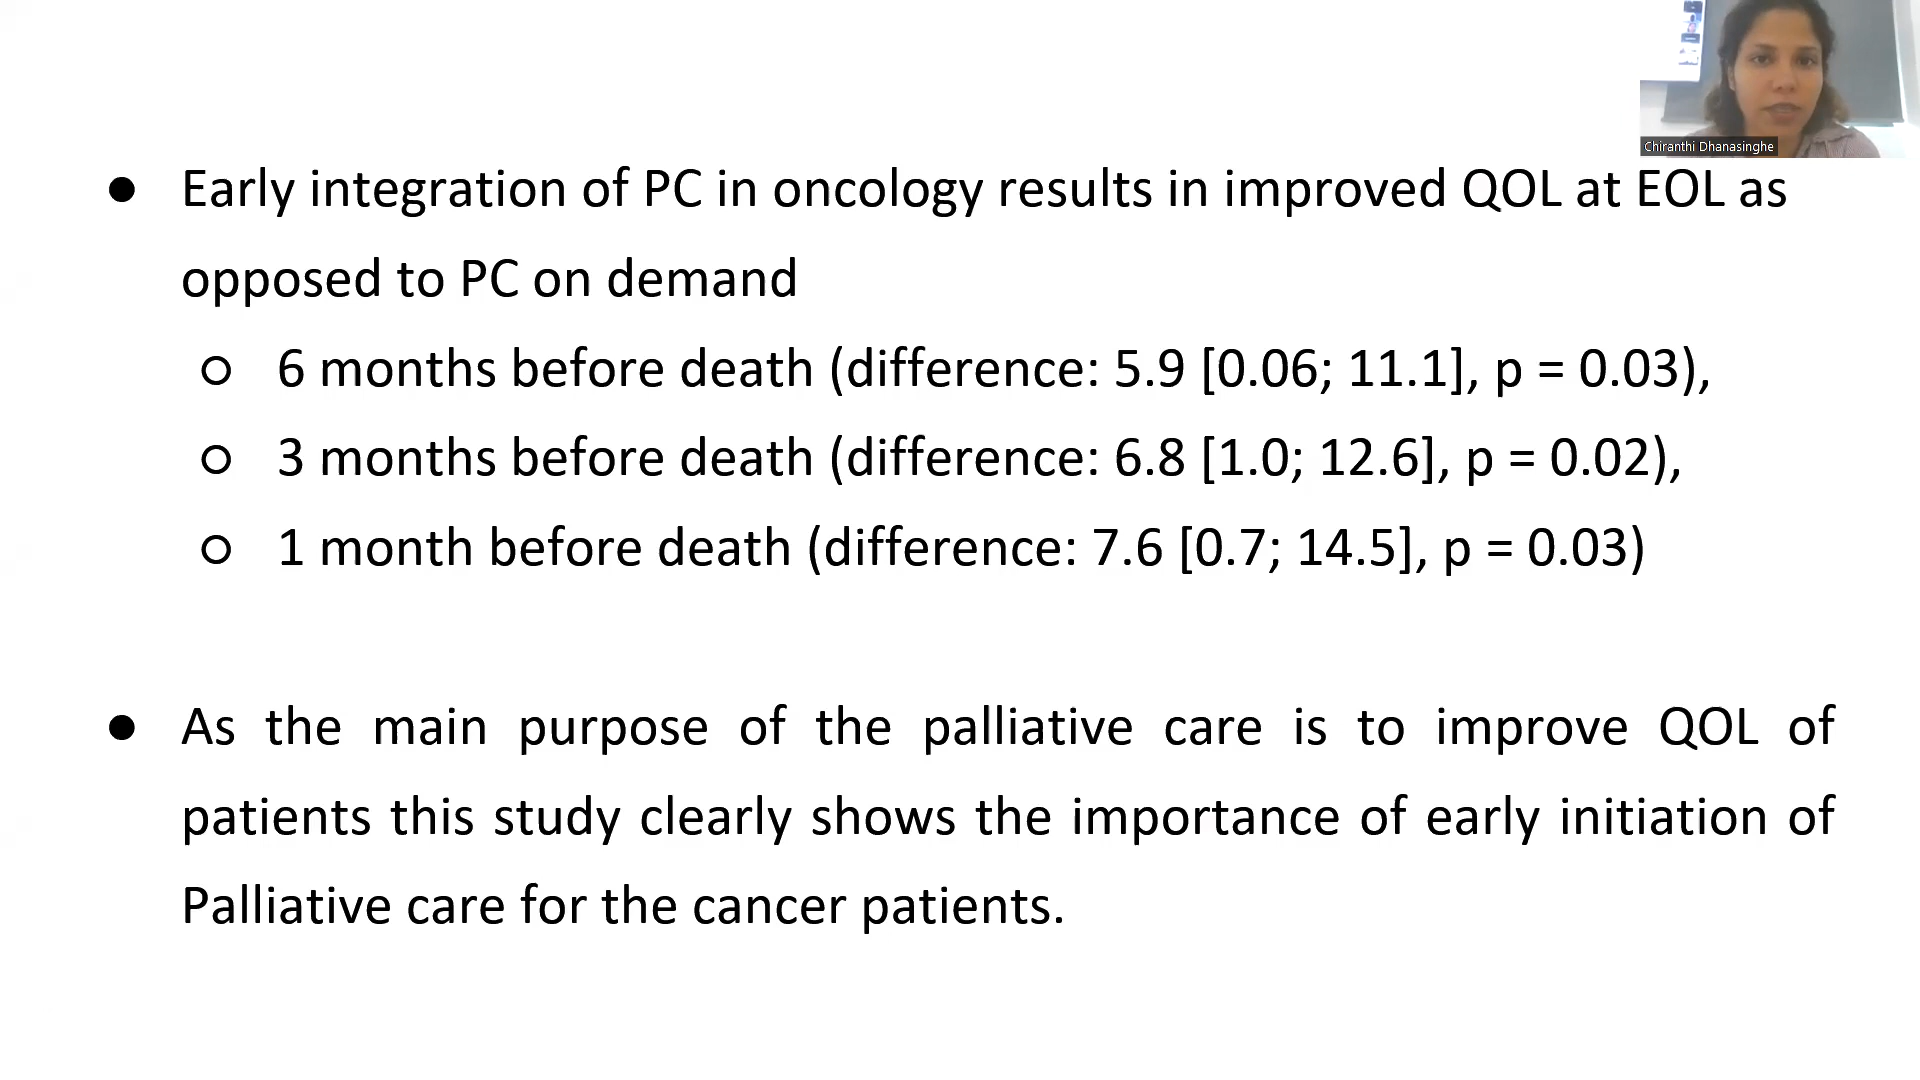 Chiranthi Dhanasinghe
● Early integration of PC in oncology results in improved QOL at EOL as
opposed to PC on demand
○ 6 months before death (difference: 5.9 [0.06; 11.1], p = 0.03),
○ 3 months before death (difference: 6.8 [1.0; 12.6], p = 0.02),
○ 1 month before death (difference: 7.6 [0.7; 14.5], p = 0.03)
● As the main purpose of the palliative care is to improve QOL of
patients this study clearly shows the importance of early initiation of
Palliative care for the cancer patients.